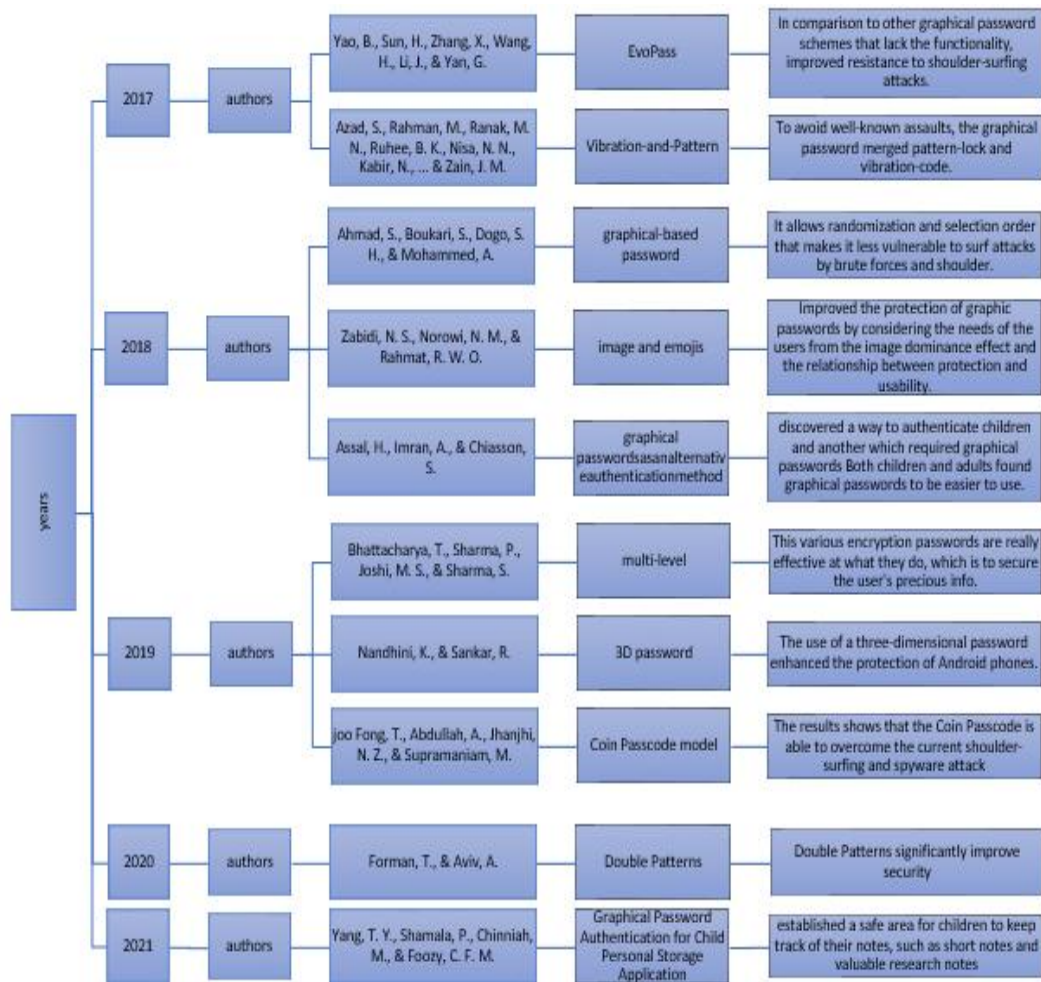 years
2017
authors
Yao, B., Sun, H., Zhang, X., Wang,
H., Li, J., & Yan, G.
EvoPass
In comparison to other graphical password
schemes that lack the functionality,
improved resistance to shoulder-surfing
attacks.
Azad, S., Rahman, M., Ranak, M.
N., Ruhee, B. K., Nisa, N. N.,
Kabir, N., ... & Zain, J. M.
Vibration-and-Pattern
To avoid well-known assaults, the graphical
password merged pattern-lock and
vibration-code.
2018
authors
Ahmad, S., Boukari, S., Dogo, S.
H., & Mohammed, A.
graphical-based
password
It allows randomization and selection order
that makes it less vulnerable to surf attacks
by brute forces and shoulder.
Zabidi, N. S., Norowi, N. M., &
Rahmat, R. W. O.
image and emojis
Improved the protection of graphic
passwords by considering the needs of the
users from the image dominance effect and
the relationship between protection and
usability.
Assal, H., Imran, A., & Chiasson,
S.
graphical
passwordsasanalternativ
eauthenticationmethod
discovered a way to authenticate children
and another which required graphical
passwords Both children and adults found
graphical passwords to be easier to use.
2019
authors
Bhattacharya, T., Sharma, P.,
Joshi, M. S., & Sharma, S.
multi-level
This various encryption passwords are really
effective at what they do, which is to secure
the user's precious info.
Nandhini, K., & Sankar, R.
3D password
The use of a three-dimensional password
enhanced the protection of Android phones.
joo Fong, T., Abdullah, A., Jhanjhi,
N. Z., & Supramaniam, M.
Coin Passcode model
The results shows that the Coin Passcode is
able to overcome the current shoulder-
surfing and spyware attack
2020
authors
Forman, T., & Aviv, A.
Double Patterns
Double Patterns significantly improve
security
2021
authors
Yang, T. Y., Shamala, P., Chinniah,
M., & Foozy, C. F. M.
Graphical Password
Authentication for Child
Personal Storage
Application
established a safe area for children to keep
track of their notes, such as short notes and
valuable research notes